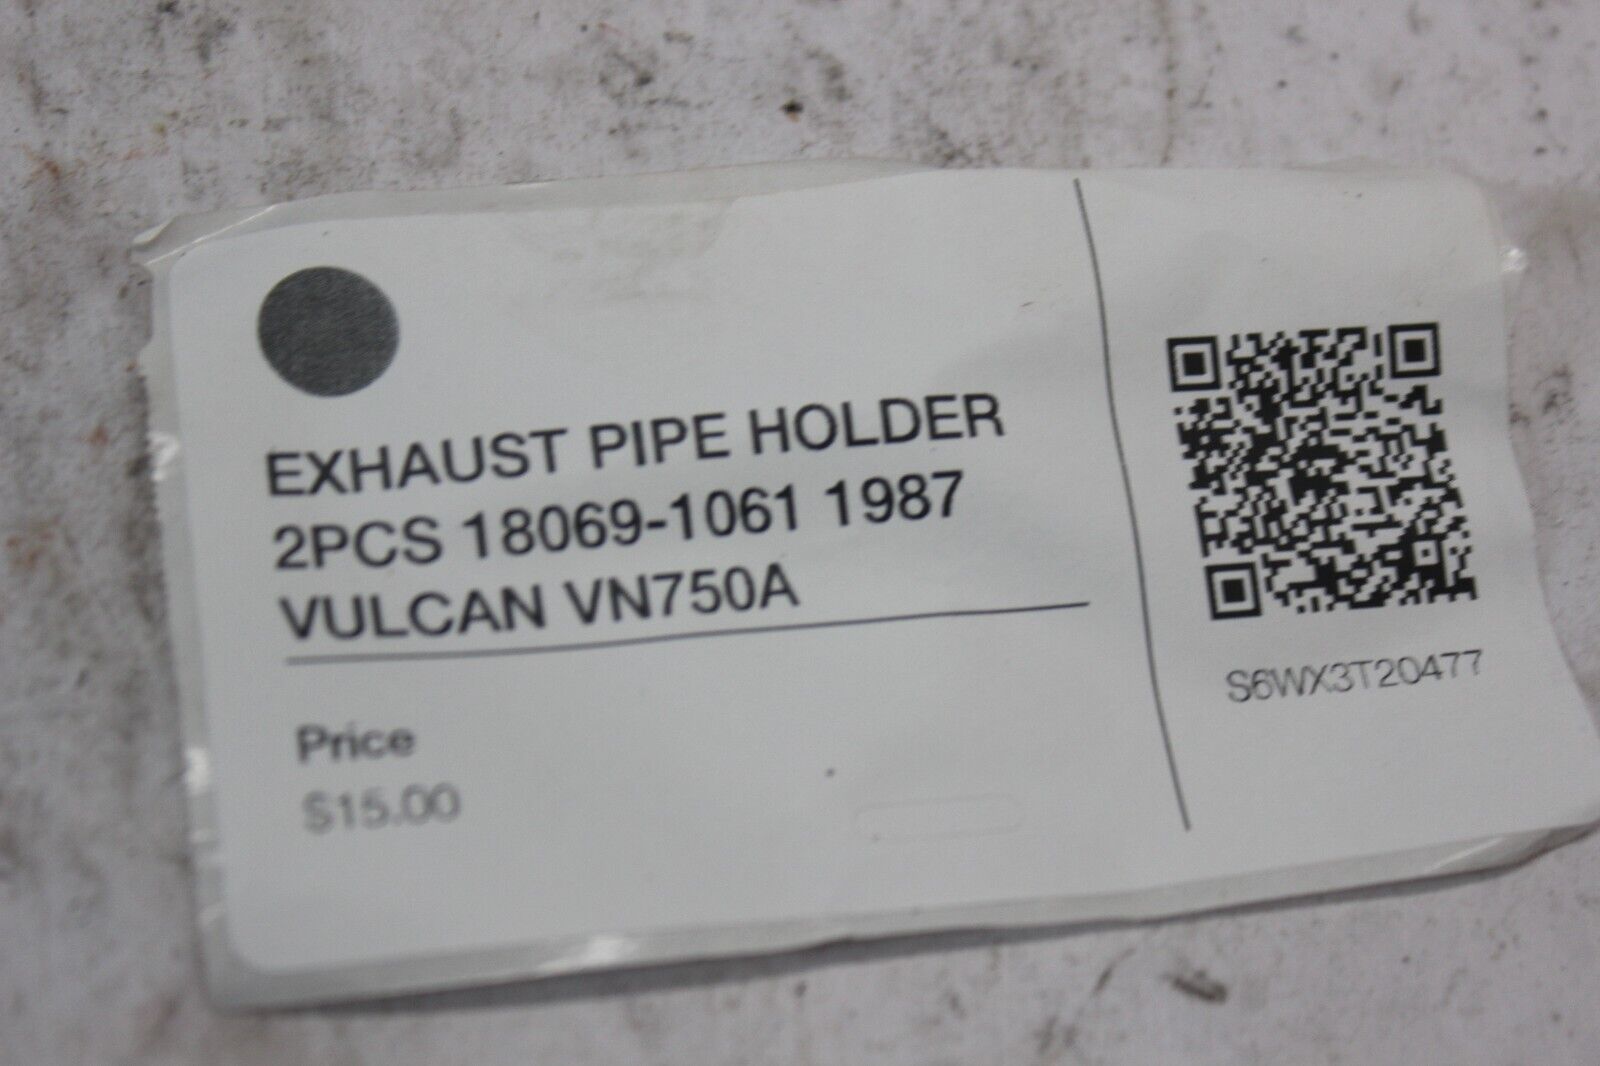 EXHAUST PIPE HOLDER
2PCS 18069-1061 1987
VULCAN VN750A
Price
$15.00
S6WX3T20477